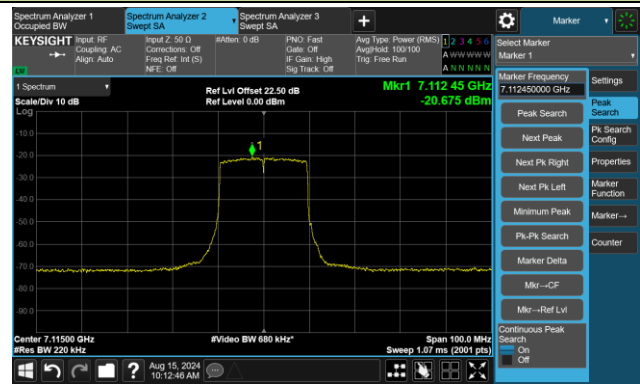 Spectrum Analyzer 1
Occupied BW
Spectrum Analyzer 2
Swept SA
Spectrum Analyzer 3
Swept SA
+
Marker
KEYSIGHT
Input: RF
Coupling: AC
Align: Auto
Input Z: 50 Ω
Corrections: Off
Freq Ref: Int (S)
NFE: Off
#Atten: 0 dB
PNO: Fast
Gate: Off
IF Gain: High
Sig Track: Off
Avg Type: Power (RMS)
Avg|Hold: 100/100
Trig: Free Run
1 2 3 4 5 6
A W W W W W
A N N N N N
LXI
Select Marker
Marker 1
1 Spectrum
Scale/Div 10 dB
Log
Ref Lvl Offset 22.50 dB
Ref Level 0.00 dBm
Mkr1 7.112 45 GHz
-20.675 dBm
-10.0
-20.0
-30.0
-40.0
-50.0
-60.0
-70.0
-80.0
-90.0
1
Center 7.11500 GHz
#Res BW 220 kHz
#Video BW 680 kHz*
Span 100.0 MHz
Sweep 1.07 ms (2001 pts)
Marker Frequency
7.112450000 GHz
Peak Search
Next Peak
Next Pk Right
Next Pk Left
Minimum Peak
Pk-Pk Search
Marker Delta
Mkr→CF
Mkr→Ref Lvl
Continuous Peak
Search
On
Off
Settings
Peak
Search
Pk Search
Config
Properties
Marker
Function
Marker→
Counter
?
Aug 15, 2024
10:12:46 AM